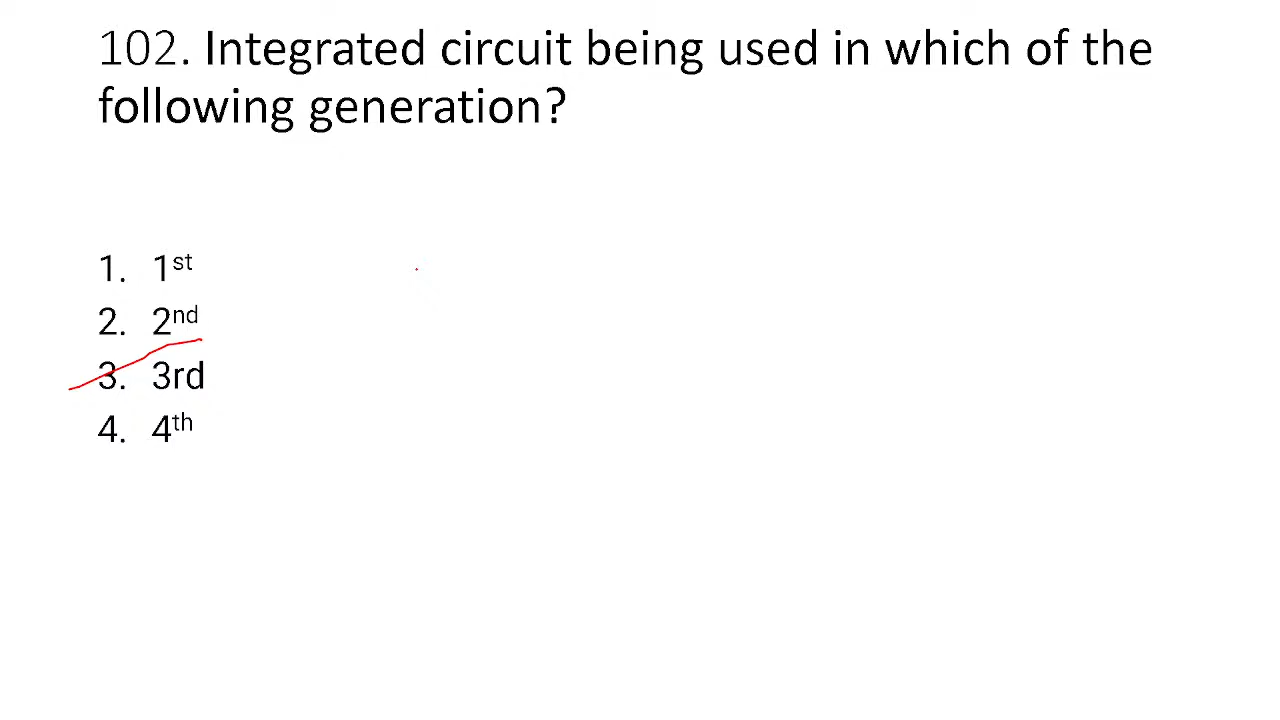 102. Integrated circuit being used in which of the
following generation?
1. 1st
2. 2nd
3. 3rd
4. 4th